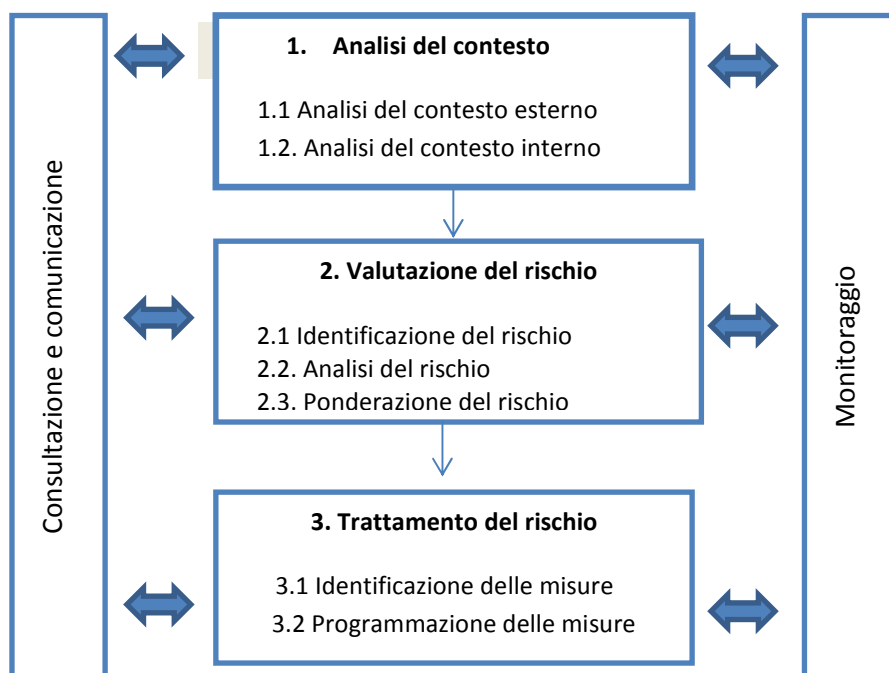 Consultazione e comunicazione
1. Analisi del contesto
1.1 Analisi del contesto esterno
1.2. Analisi del contesto interno
2. Valutazione del rischio
2.1 Identificazione del rischio
2.2. Analisi del rischio
2.3. Ponderazione del rischio
3. Trattamento del rischio
3.1 Identificazione delle misure
3.2 Programmazione delle misure
Monitoraggio